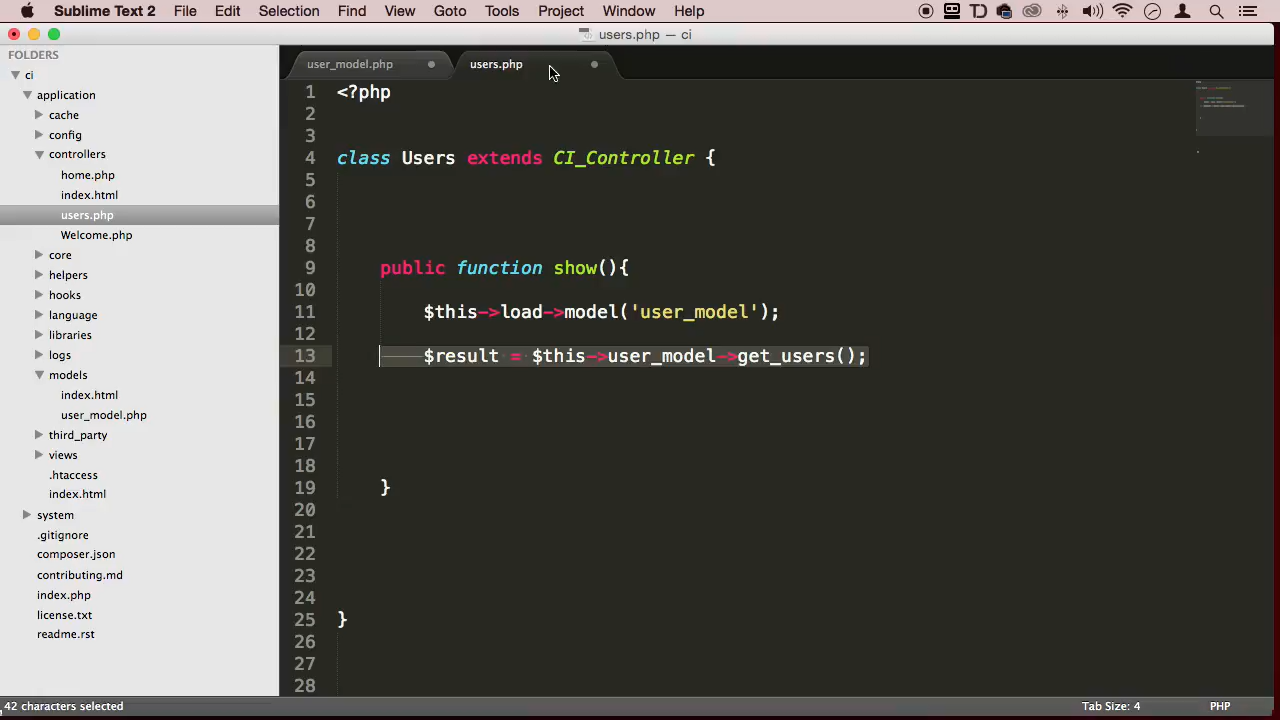 Sublime Text 2 File Edit Selection Find View Goto Tools Project Window Help
users.php — ci
FOLDERS
ci
application
cache
config
controllers
home.php
index.html
users.php
Welcome.php
core
helpers
hooks
language
libraries
logs
models
index.html
user_model.php
third_party
views
.htaccess
index.html
system
.gitignore
composer.json
contributing.md
index.php
license.txt
readme.rst
user_model.php users.php
1 <?php
2
3
4 class Users extends CI_Controller {
5
6
7
8
9 public function show(){
10
11 $this->load->model('user_model');
12
13 $result = $this->user_model->get_users();
14
15
16
17
18
19 }
20
21
22
23
24
25 }
26
27
28
42 characters selected Tab Size: 4 PHP